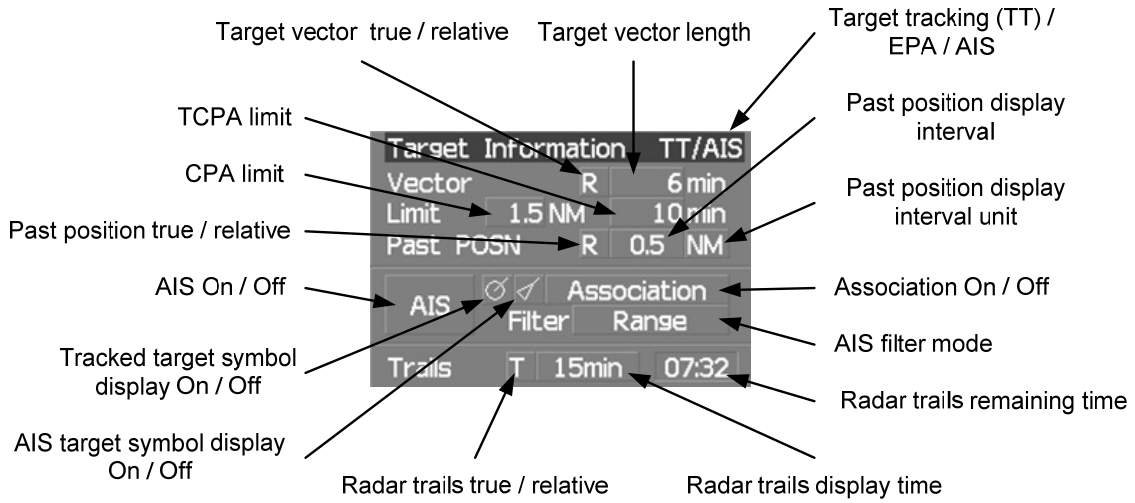 Target vector true / relative
Target vector length
Target tracking (TT) /
EPA / AIS
TCPA limit
Past position display
interval
CPA limit
Past position display
interval unit
Past position true / relative
AIS On / Off
Association On / Off
AIS filter mode
Tracked target symbol
display On / Off
Radar trails remaining time
AIS target symbol display
On / Off
Radar trails true / relative
Radar trails display time
Target Information TT/AIS
Vector R 6 min
Limit 1.5 NM 10 min
Past POSN R 0.5 NM
AIS Association
Filter Range
Trails T 15min 07:32